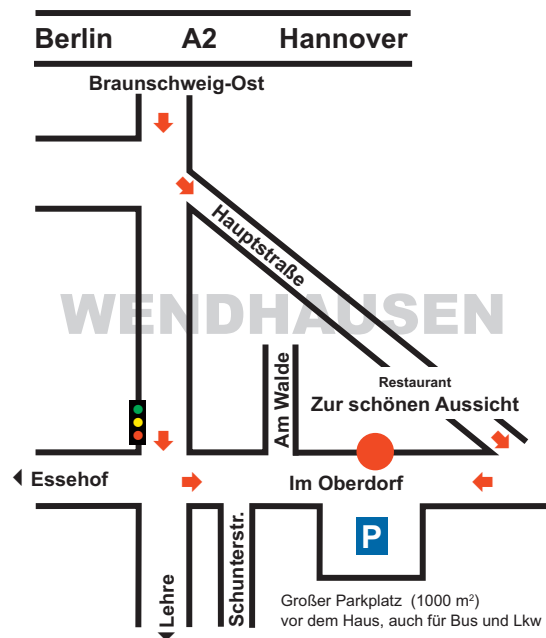 Berlin A2 Hannover
Braunschweig-Ost
Hauptstraße
WENDHAUSEN
Restaurant
Zur schönen Aussicht
Am Walde
Essehof
Im Oberdorf
P
Schunterstr.
Lehre
Großer Parkplatz (1000 m²)
vor dem Haus, auch für Bus und Lkw